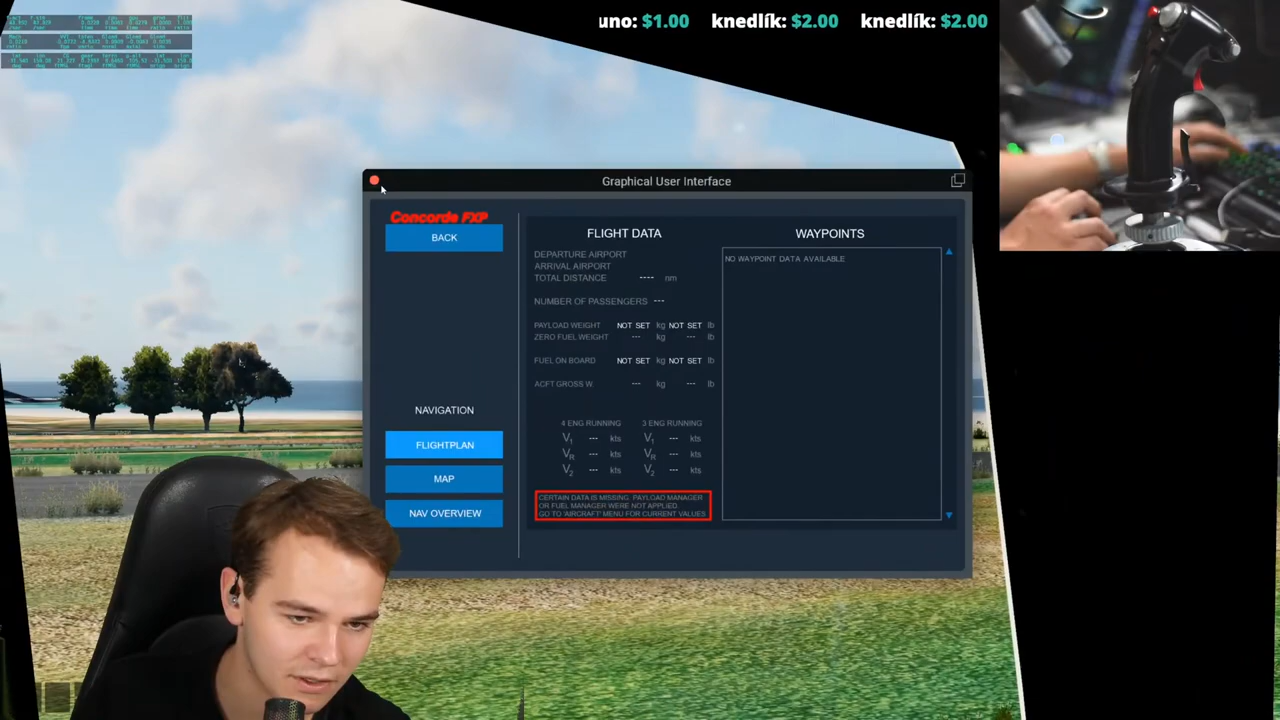 uno: $1.00 knedlík: $2.00 knedlík: $2.00
Graphical User Interface
Concorde FXP
BACK
NAVIGATION
FLIGHTPLAN
MAP
NAV OVERVIEW
FLIGHT DATA
DEPARTURE AIRPORT
ARRIVAL AIRPORT
TOTAL DISTANCE ---- nm
NUMBER OF PASSENGERS ---
PAYLOAD WEIGHT NOT SET kg NOT SET lb
ZERO FUEL WEIGHT --- kg --- lb
FUEL ON BOARD NOT SET kg NOT SET lb
ACFT GROSS W. --- kg --- lb
4 ENG RUNNING 3 ENG RUNNING
V1 --- kts V1 --- kts
VR --- kts VR --- kts
V2 --- kts V2 --- kts
CERTAIN DATA IS MISSING. PAYLOAD MANAGER
OR FUEL MANAGER WERE NOT APPLIED.
GO TO 'AIRCRAFT' MENU FOR CURRENT VALUES
WAYPOINTS
NO WAYPOINT DATA AVAILABLE